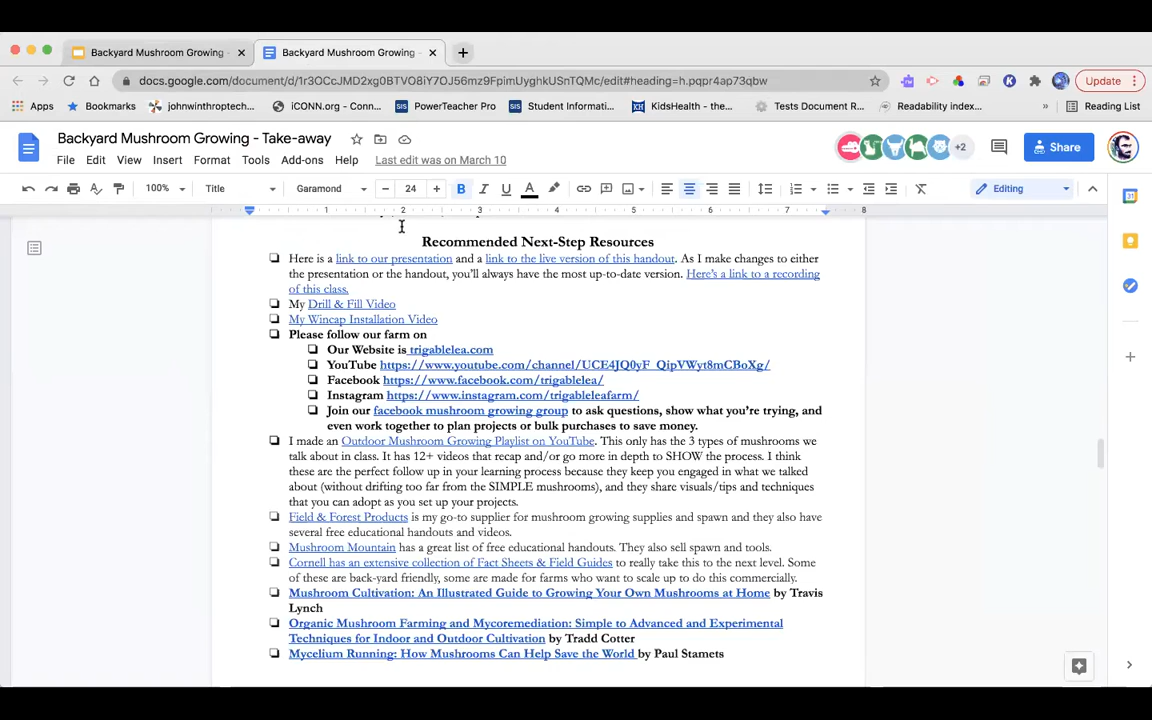 Backyard Mushroom Growing -
Backyard Mushroom Growing -
docs.google.com/document/d/1r3OCcJMD2xg0BTVO8iY7OJ56mz9FpimUyghkUSnTQMc/edit#heading=h.pqpr4ap73qbw
Update
Apps Bookmarks johnwinthroptech... iCONN.org - Conn... PowerTeacher Pro Student Informati... KidsHealth - the... Tests Document R... Readability index... » Reading List
Backyard Mushroom Growing - Take-away
+2 Share
File Edit View Insert Format Tools Add-ons Help Last edit was on March 10
100% Title Garamond 24 B I U A Editing
1 2 3 4 5 6 7 8
Recommended Next-Step Resources
Here is a link to our presentation and a link to the live version of this handout. As I make changes to either
the presentation or the handout, you'll always have the most up-to-date version. Here's a link to a recording
of this class.
My Drill & Fill Video
My Wincap Installation Video
Please follow our farm on
Our Website is trigablelea.com
YouTube https://www.youtube.com/channel/UCE4JQ0yF_QipVWyt8mCBoXg/
Facebook https://www.facebook.com/trigablelea/
Instagram https://www.instagram.com/trigableleafarm/
Join our facebook mushroom growing group to ask questions, show what you're trying, and
even work together to plan projects or bulk purchases to save money.
I made an Outdoor Mushroom Growing Playlist on YouTube. This only has the 3 types of mushrooms we
talk about in class. It has 12+ videos that recap and/or go more in depth to SHOW the process. I think
these are the perfect follow up in your learning process because they keep you engaged in what we talked
about (without drifting too far from the SIMPLE mushrooms), and they share visuals/tips and techniques
that you can adopt as you set up your projects.
Field & Forest Products is my go-to supplier for mushroom growing supplies and spawn and they also have
several free educational handouts and videos.
Mushroom Mountain has a great list of free educational handouts. They also sell spawn and tools.
Cornell has an extensive collection of Fact Sheets & Field Guides to really take this to the next level. Some
of these are back-yard friendly, some are made for farms who want to scale up to do this commercially.
Mushroom Cultivation: An Illustrated Guide to Growing Your Own Mushrooms at Home by Travis
Lynch
Organic Mushroom Farming and Mycoremediation: Simple to Advanced and Experimental
Techniques for Indoor and Outdoor Cultivation by Tradd Cotter
Mycelium Running: How Mushrooms Can Help Save the World by Paul Stamets